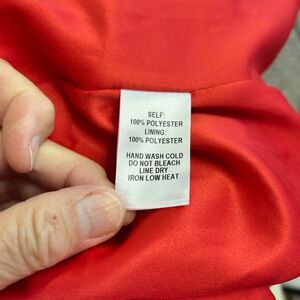 SELF:
100% POLYESTER
LINING:
100% POLYESTER
HAND WASH COLD
DO NOT BLEACH
LINE DRY
IRON LOW HEAT